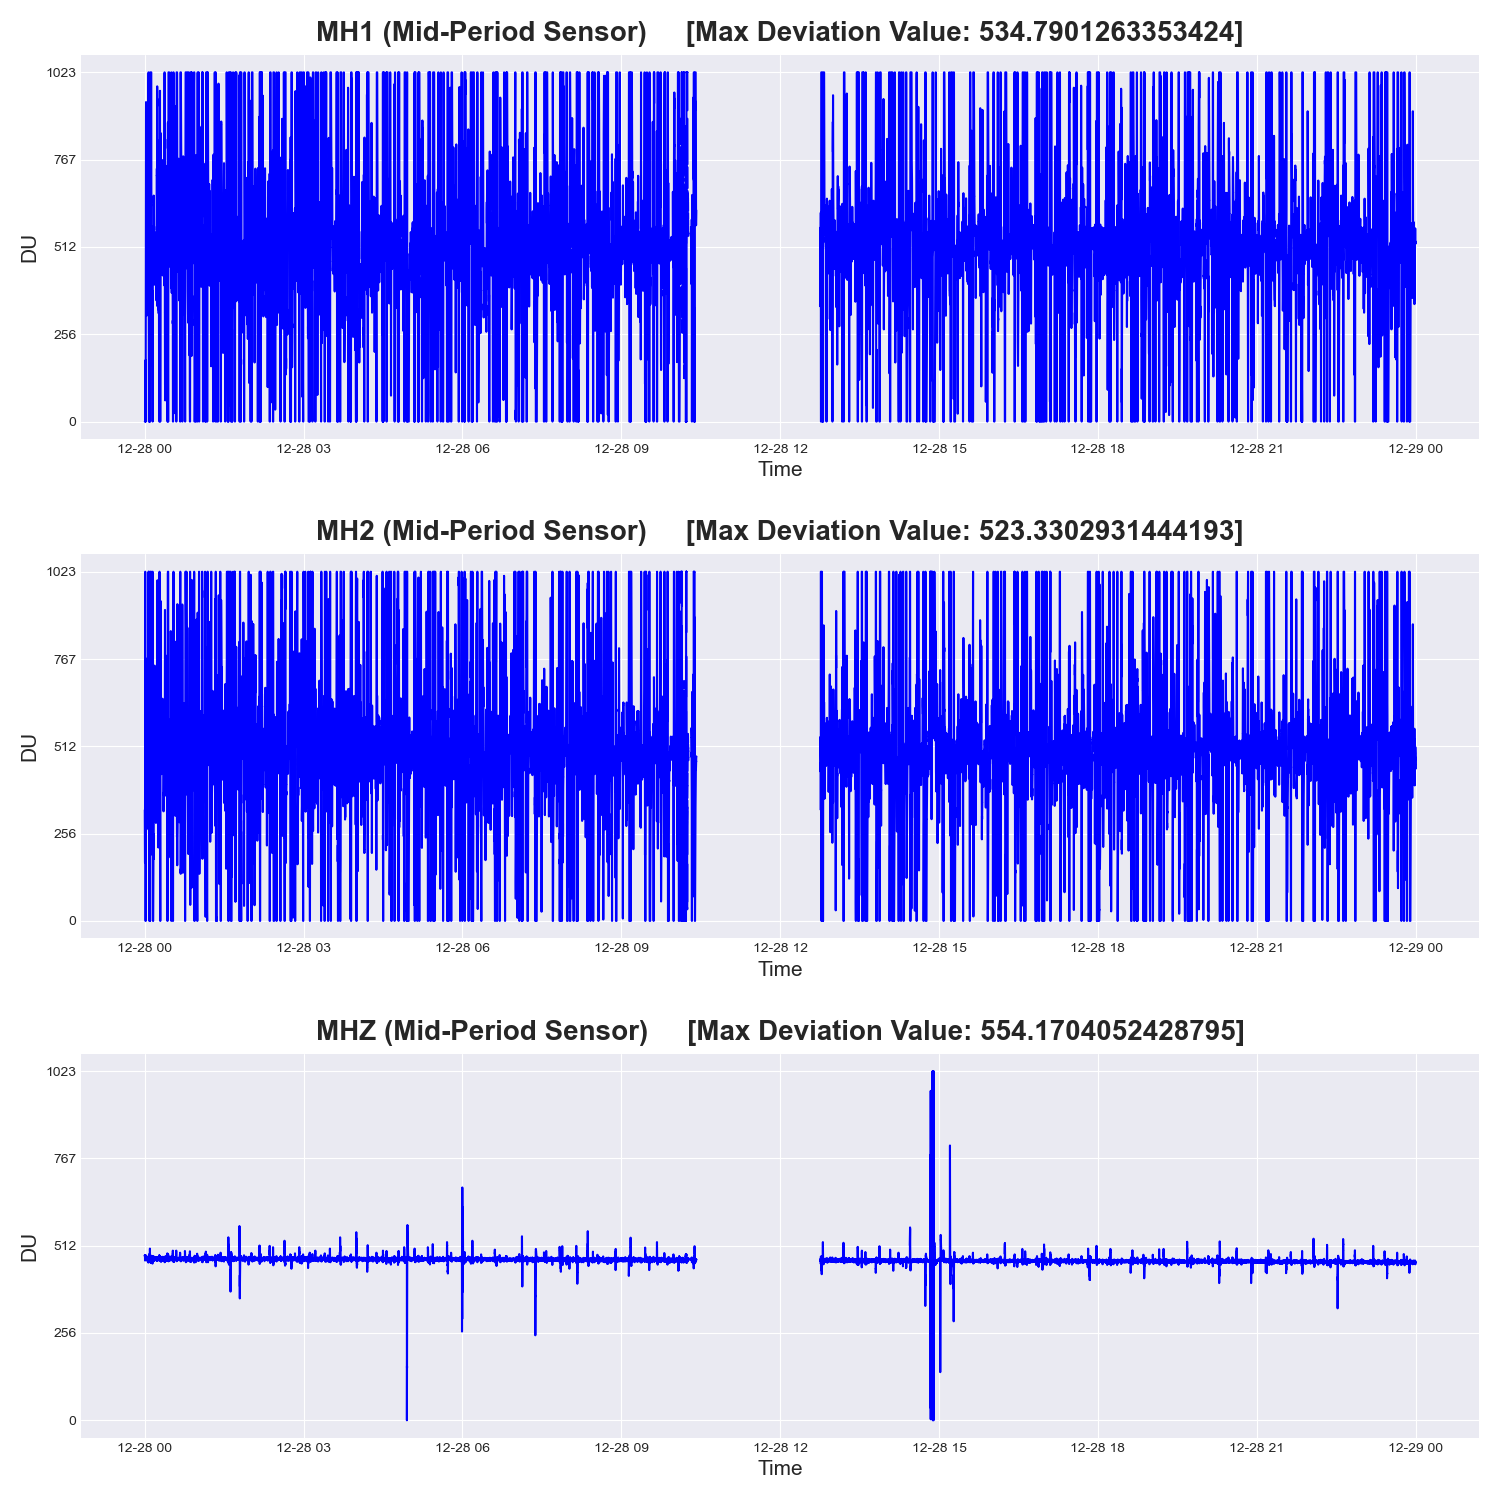 MH1 (Mid-Period Sensor) [Max Deviation Value: 534.7901263353424]
1023
767
512
256
0
DU
12-28 00 12-28 03 12-28 06 12-28 09 12-28 12 12-28 15 12-28 18 12-28 21 12-29 00
Time
MH2 (Mid-Period Sensor) [Max Deviation Value: 523.3302931444193]
1023
767
512
256
0
DU
12-28 00 12-28 03 12-28 06 12-28 09 12-28 12 12-28 15 12-28 18 12-28 21 12-29 00
Time
MHZ (Mid-Period Sensor) [Max Deviation Value: 554.1704052428795]
1023
767
512
256
0
DU
12-28 00 12-28 03 12-28 06 12-28 09 12-28 12 12-28 15 12-28 18 12-28 21 12-29 00
Time